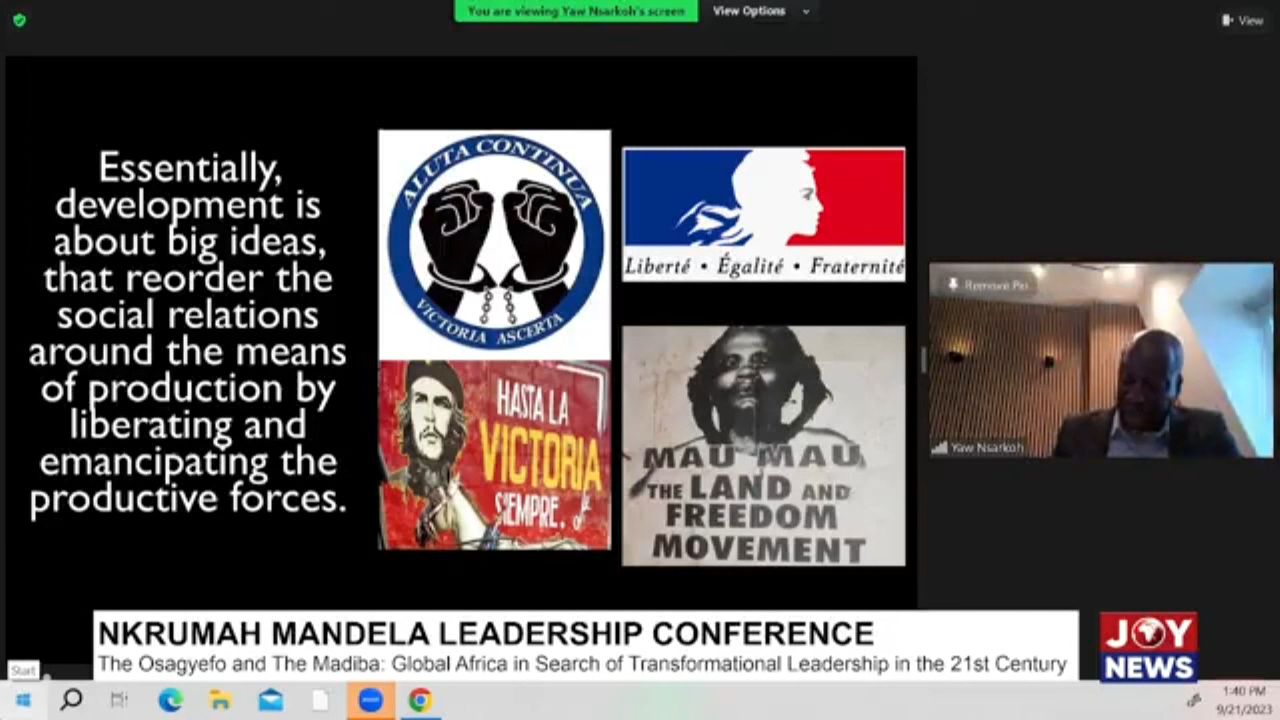 You are viewing Yaw Nsarkoh's screen
View Options
View
Essentially,
development is
about big ideas,
that reorder the
social relations
around the means
of production by
liberating and
emancipating the
productive forces.
ALUTA CONTINUA
VICTORIA ASCERTA
Liberté • Égalité • Fraternité
HASTA LA
VICTORIA
SIEMPRE.
MAU MAU
THE LAND AND
FREEDOM
MOVEMENT
Remove Pin
Yaw Nsarkoh
NKRUMAH MANDELA LEADERSHIP CONFERENCE
The Osagyefo and The Madiba: Global Africa in Search of Transformational Leadership in the 21st Century
JOY
NEWS
Start
1:40 PM
9/21/2023